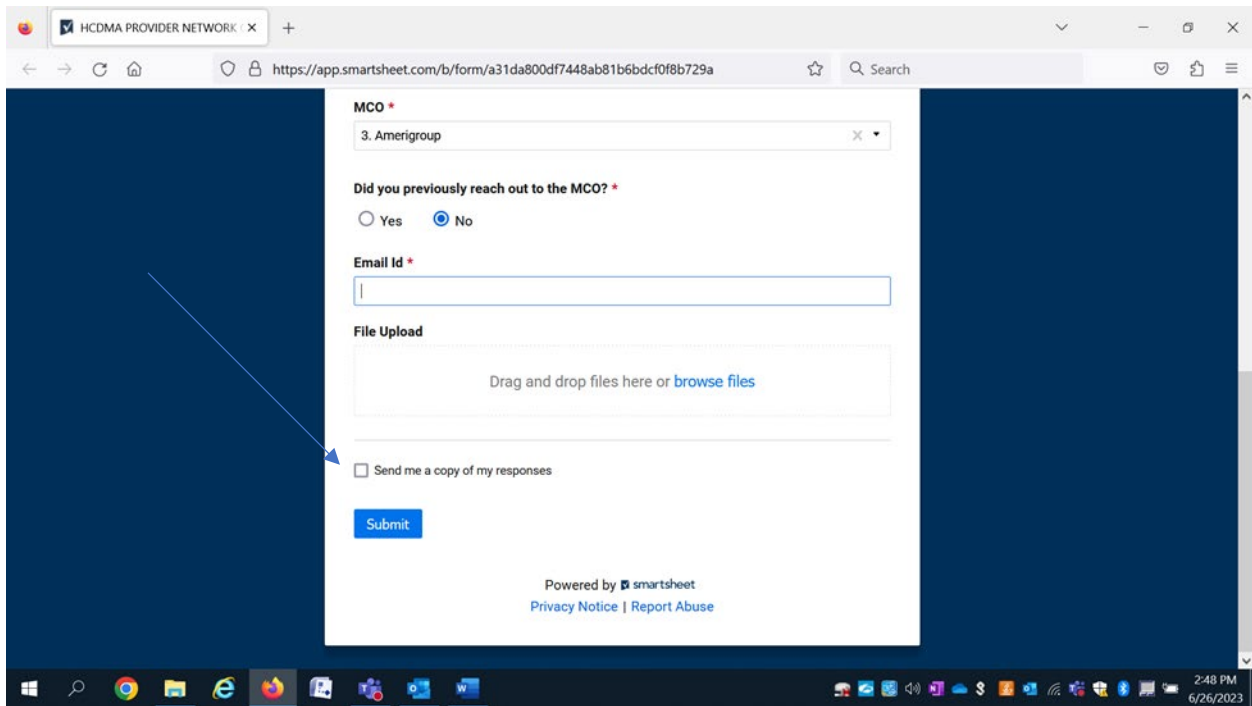 HCDMA PROVIDER NETWORK
https://app.smartsheet.com/b/form/a31da800df7448ab81b6bdcf0f8b729a
Search
MCO *
3. Amerigroup
Did you previously reach out to the MCO? *
Yes No
Email Id *
File Upload
Drag and drop files here or browse files
Send me a copy of my responses
Submit
Powered by smartsheet
Privacy Notice | Report Abuse
2:48 PM
6/26/2023